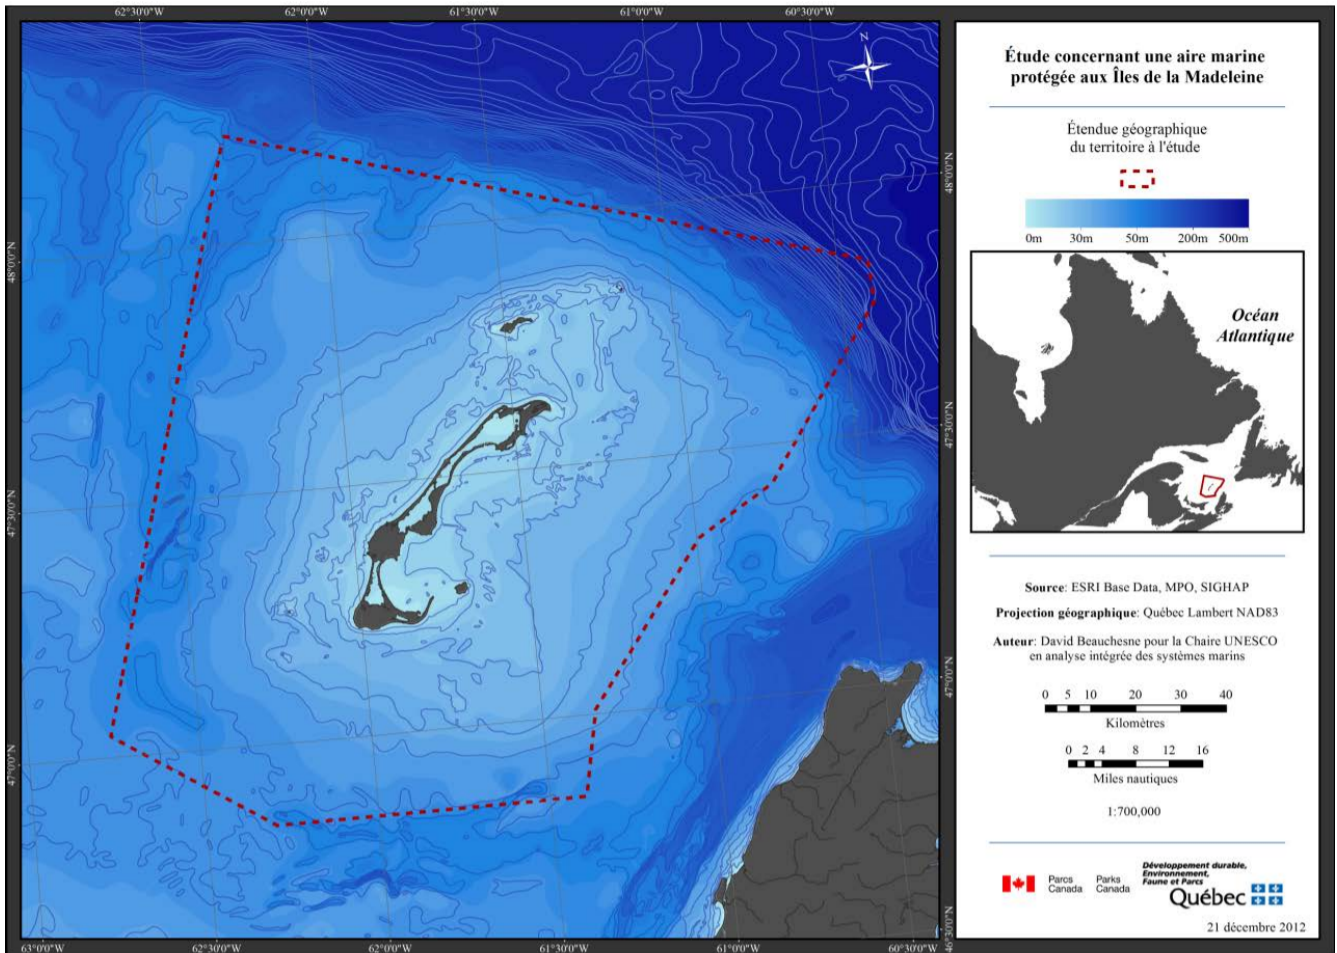 62°30'0"W
62°0'0"W
61°30'0"W
61°0'0"W
60°30'0"W
N
48°0'0"N
47°30'0"N
47°0'0"N
48°0'0"N
47°30'0"N
47°0'0"N
46°30'0"N
63°0'0"W
62°30'0"W
62°0'0"W
61°30'0"W
61°0'0"W
60°30'0"W
Étude concernant une aire marine
protégée aux Îles de la Madeleine
Étendue géographique
du territoire à l'étude
0m 30m 50m 200m 500m
Océan
Atlantique
Source: ESRI Base Data, MPO, SIGHAP
Projection géographique: Québec Lambert NAD83
Auteur: David Beauchesne pour la Chaire UNESCO
en analyse intégrée des systèmes marins
0 5 10 20 30 40
Kilomètres
0 2 4 8 12 16
Miles nautiques
1:700,000
Parcs
Canada
Parks
Canada
Développement durable,
Environnement,
Faune et Parcs
Québec
21 décembre 2012